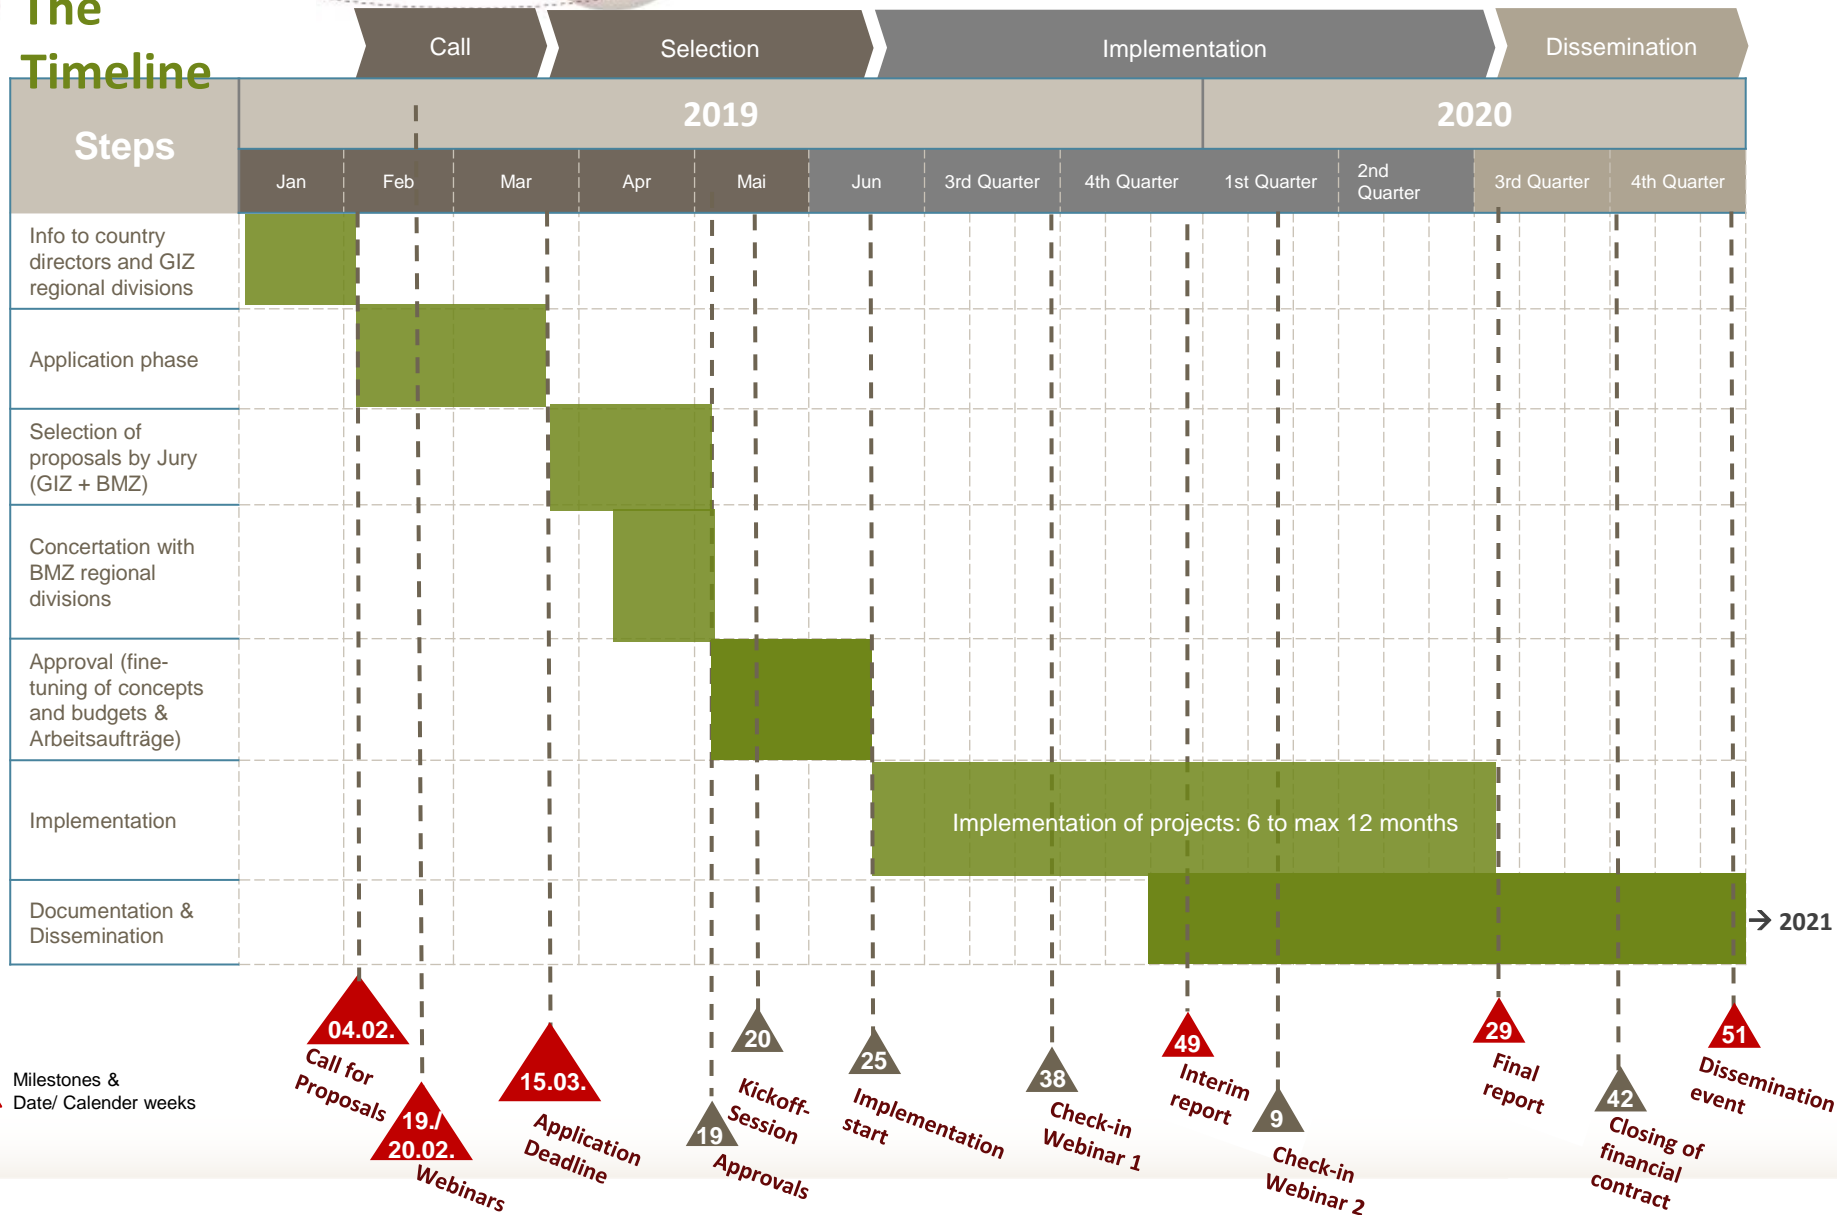 The
Timeline
Call
Selection
Implementation
Dissemination
Steps
2019
2020
Jan
Feb
Mar
Apr
Mai
Jun
3rd Quarter
4th Quarter
1st Quarter
2nd
Quarter
3rd Quarter
4th Quarter
Info to country
directors and GIZ
regional divisions
Application phase
Selection of
proposals by Jury
(GIZ + BMZ)
Concertation with
BMZ regional
divisions
Approval (fine-
tuning of concepts
and budgets &
Arbeitsaufträge)
Implementation
Implementation of projects: 6 to max 12 months
Documentation &
Dissemination
→ 2021
Milestones &
Date/ Calender weeks
04.02.
Call for
Proposals
19./
20.02.
Webinars
15.03.
Application
Deadline
19
Approvals
20
Kickoff-
Session
25
Implementation
start
38
Check-in
Webinar 1
49
Interim
report
9
Check-in
Webinar 2
29
Final
report
42
Closing of
financial
contract
51
Dissemination
event